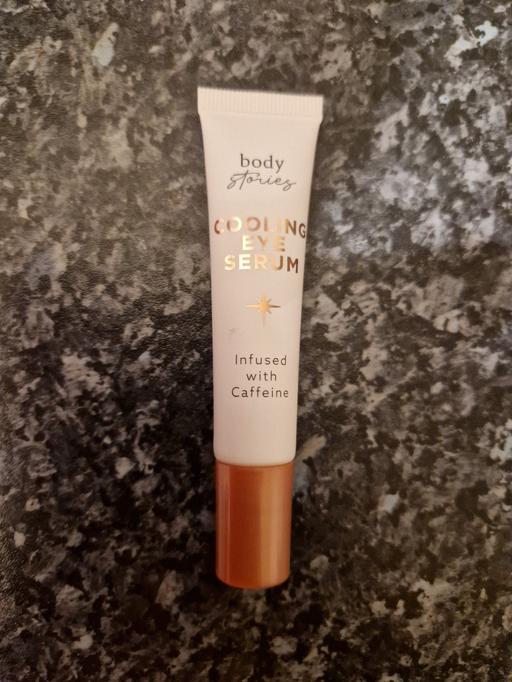 body
stories
COOLING
EYE
SERUM
Infused
with
Caffeine